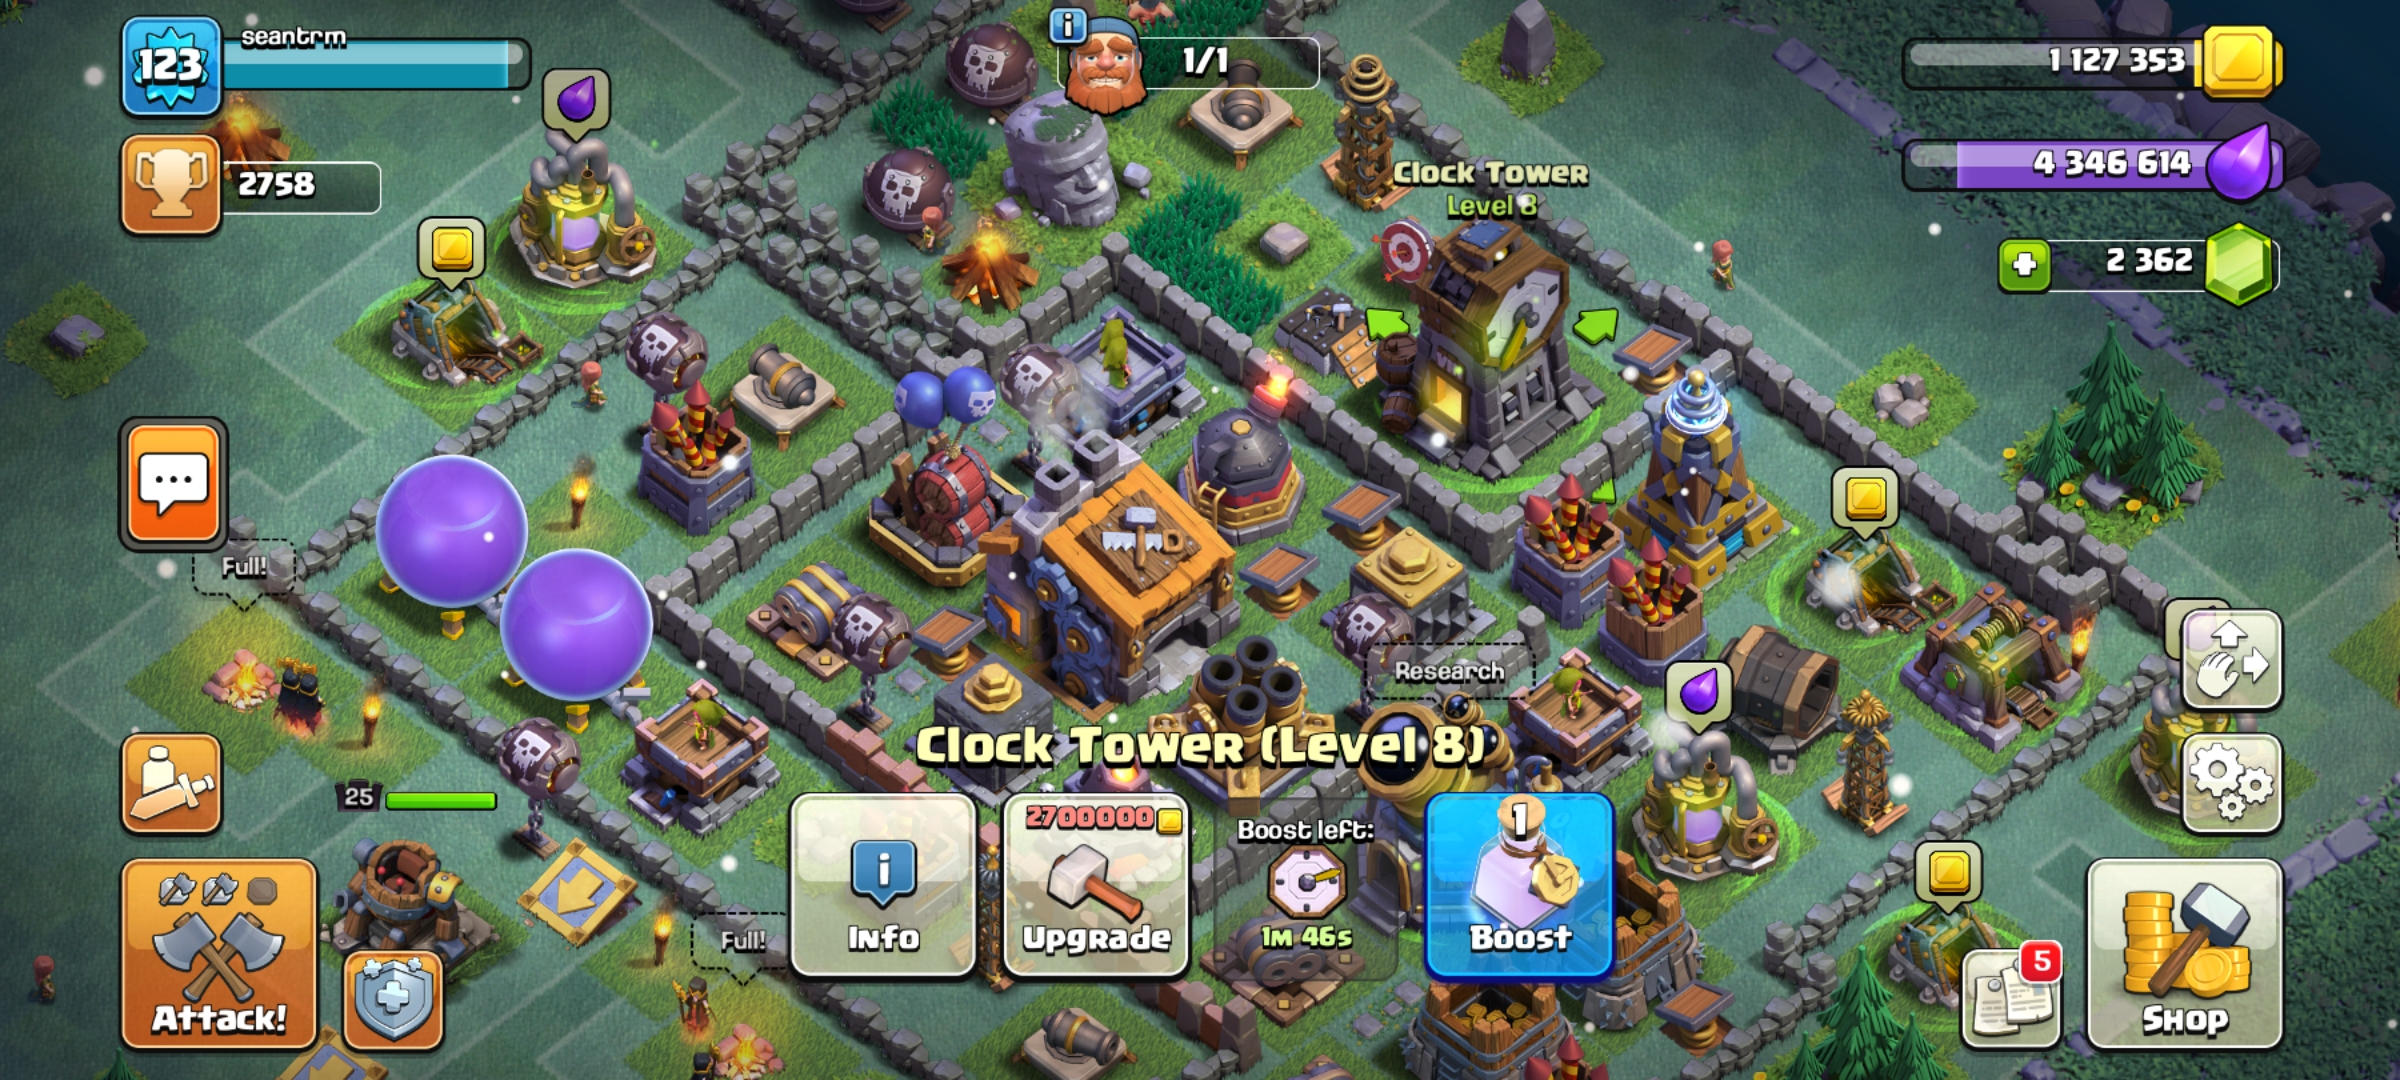 123
seantrm
1/1
1 127 353
2758
4 346 614
2 362
Clock Tower
Level 8
Full!
Research
Clock Tower (Level 8)
25
Info
2700000
Upgrade
Boost left:
1M 46s
1
Boost
Full!
Attack!
5
Shop